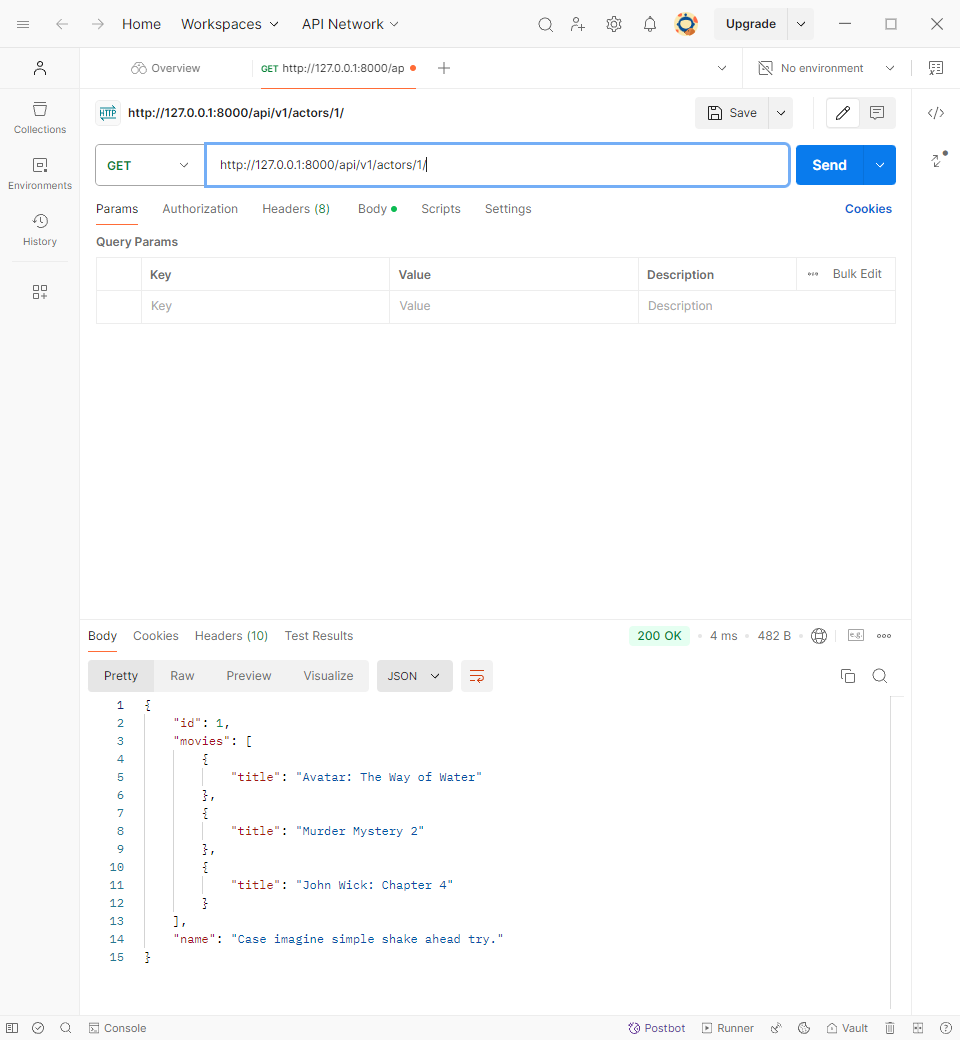 Home Workspaces API Network Upgrade
Overview GET http://127.0.0.1:8000/ap No environment
HTTP http://127.0.0.1:8000/api/v1/actors/1/ Save
Collections
Environments
History
GET http://127.0.0.1:8000/api/v1/actors/1/ Send
Params Authorization Headers (8) Body Scripts Settings Cookies
Query Params
Key Value Description Bulk Edit
Key Value Description
Body Cookies Headers (10) Test Results 200 OK 4 ms 482 B e.g.
Pretty Raw Preview Visualize JSON
1 {
2 "id": 1,
3 "movies": [
4 {
5 "title": "Avatar: The Way of Water"
6 },
7 {
8 "title": "Murder Mystery 2"
9 },
10 {
11 "title": "John Wick: Chapter 4"
12 }
13 ],
14 "name": "Case imagine simple shake ahead try."
15 }
Console Postbot Runner Vault